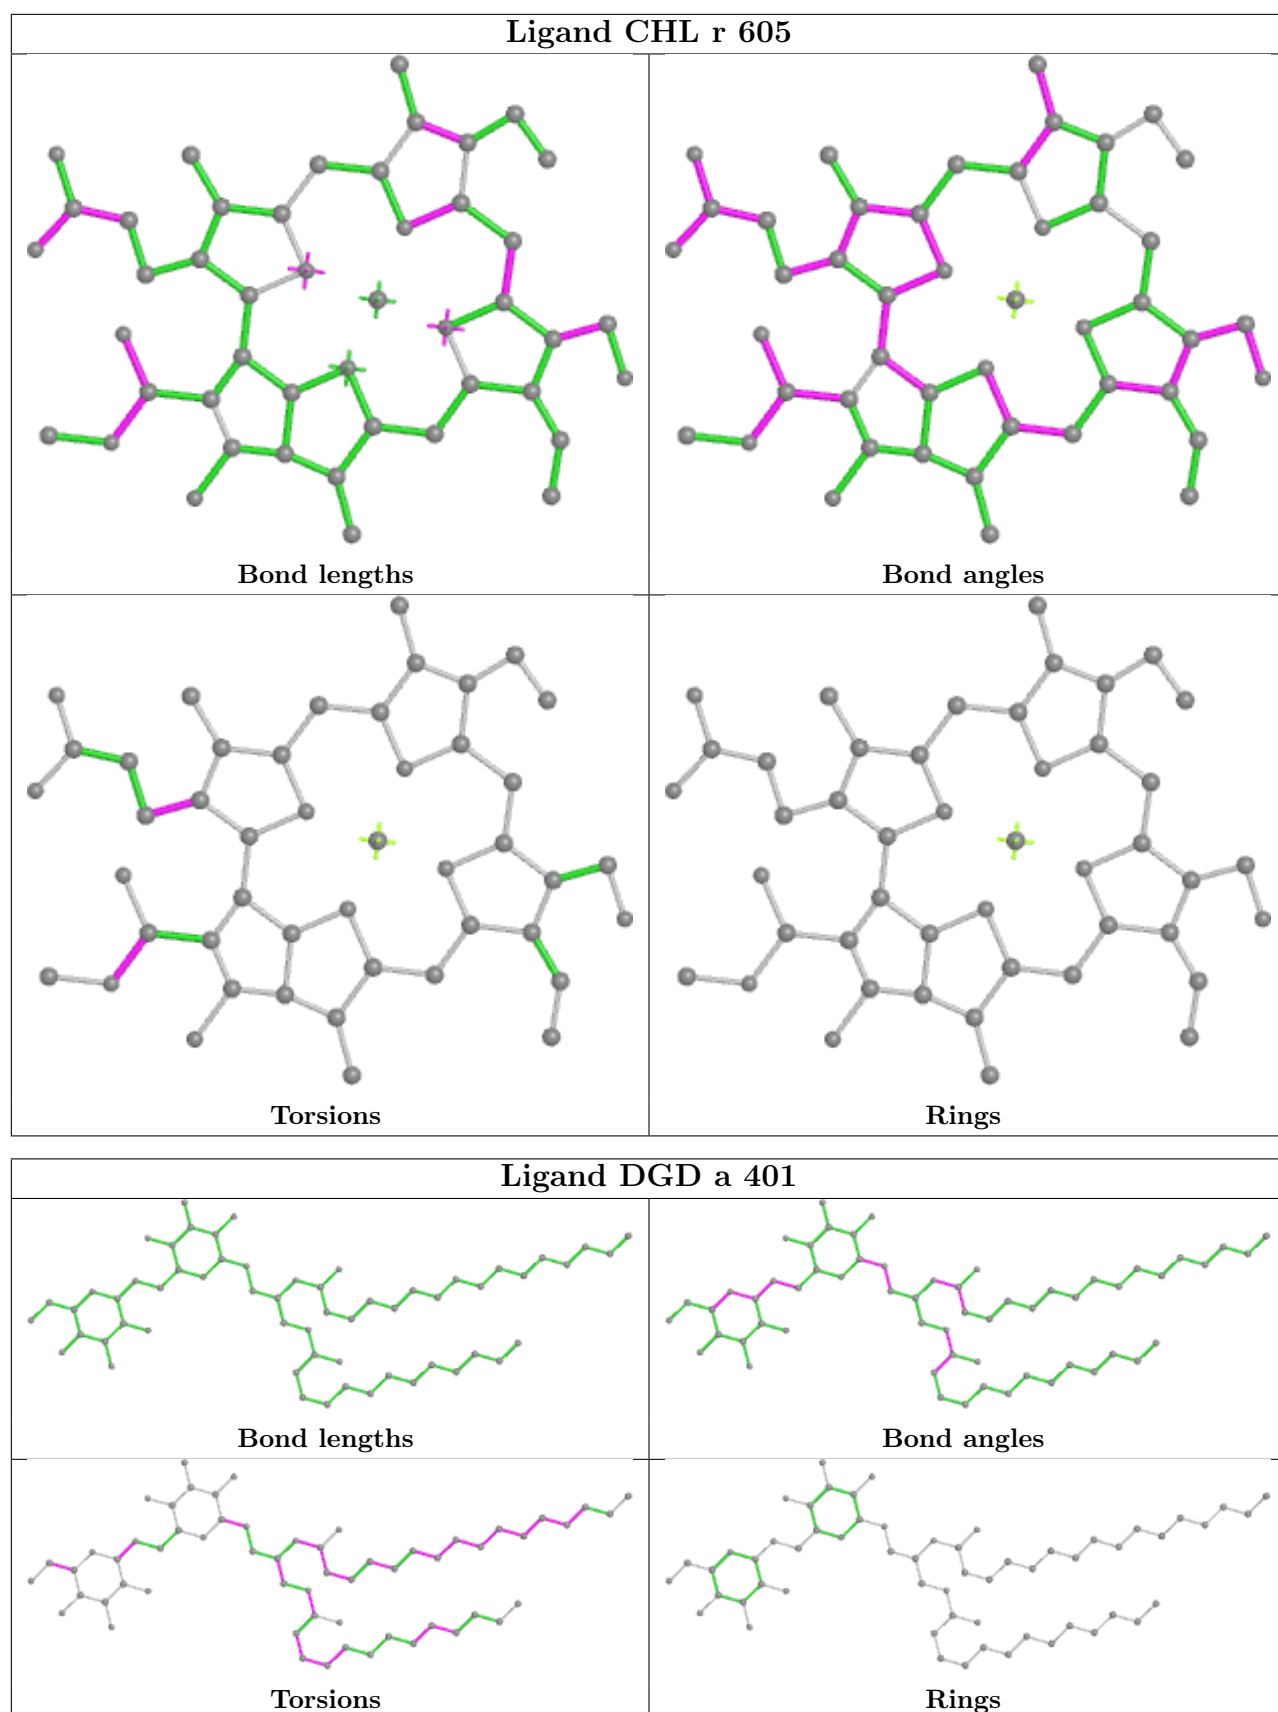 Ligand CHL r 605
Bond lengths
Bond angles
Torsions
Rings
Ligand DGD a 401
Bond lengths
Bond angles
Torsions
Rings